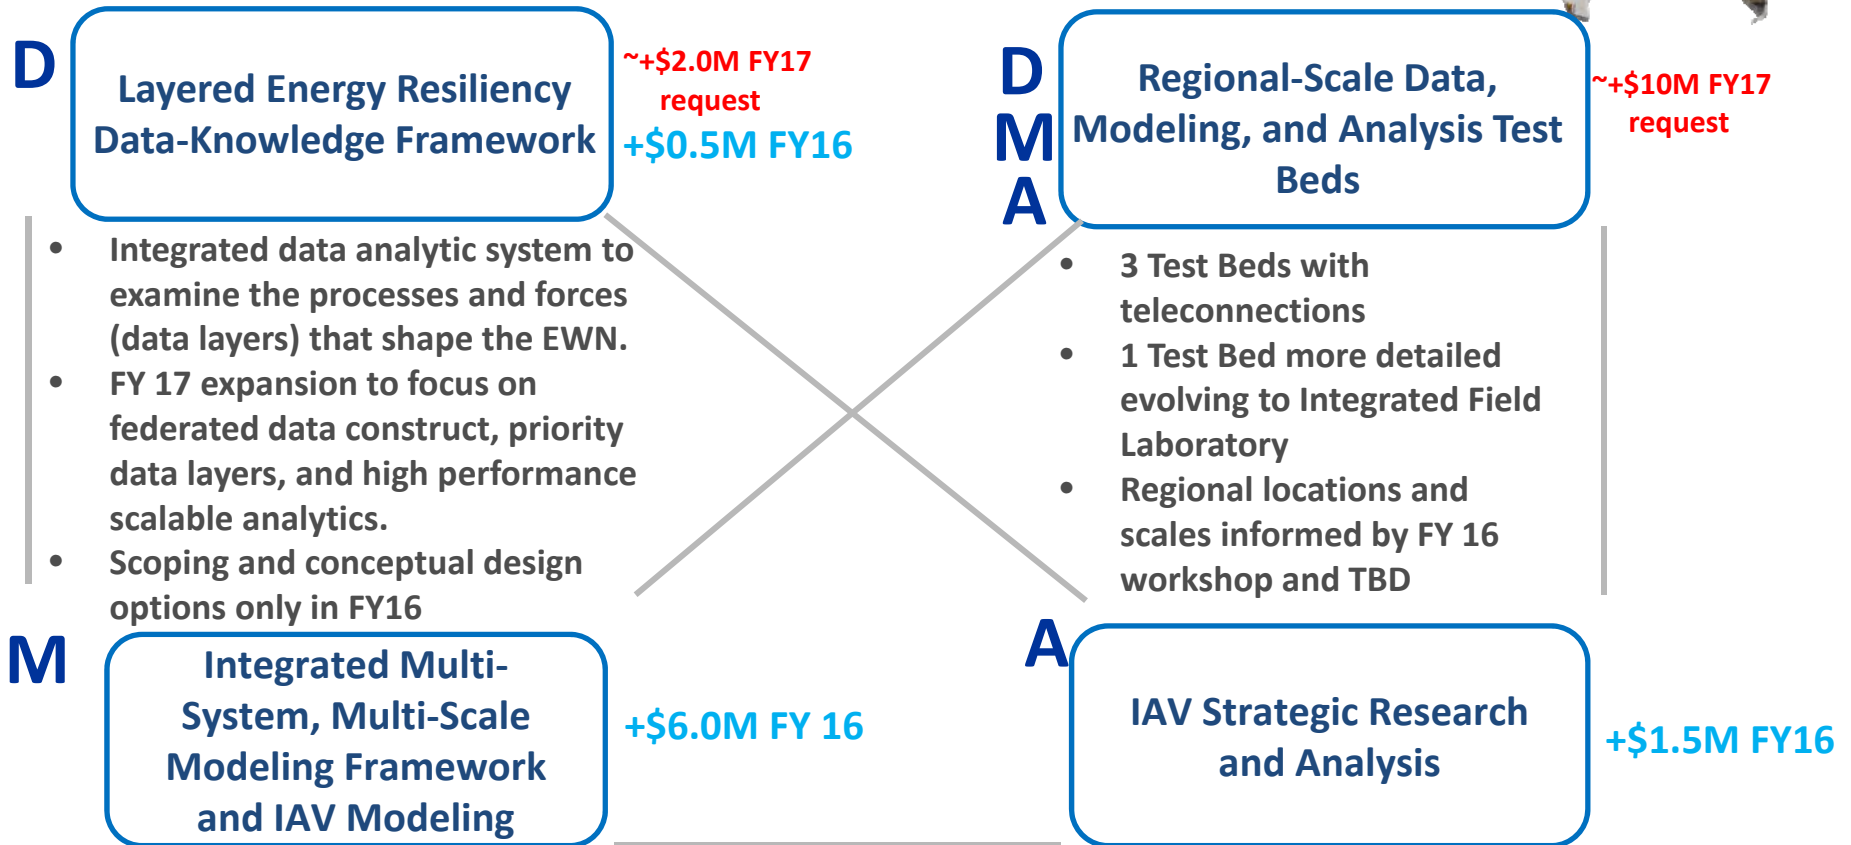 D
Layered Energy Resiliency
Data-Knowledge Framework
~+$2.0M FY17
request
+$0.5M FY16
• Integrated data analytic system to
examine the processes and forces
(data layers) that shape the EWN.
• FY 17 expansion to focus on
federated data construct, priority
data layers, and high performance
scalable analytics.
• Scoping and conceptual design
options only in FY16
D
M
A
Regional-Scale Data,
Modeling, and Analysis Test
Beds
~+$10M FY17
request
• 3 Test Beds with
teleconnections
• 1 Test Bed more detailed
evolving to Integrated Field
Laboratory
• Regional locations and
scales informed by FY 16
workshop and TBD
M
Integrated Multi-
System, Multi-Scale
Modeling Framework
and IAV Modeling
+$6.0M FY 16
A
IAV Strategic Research
and Analysis
+$1.5M FY16